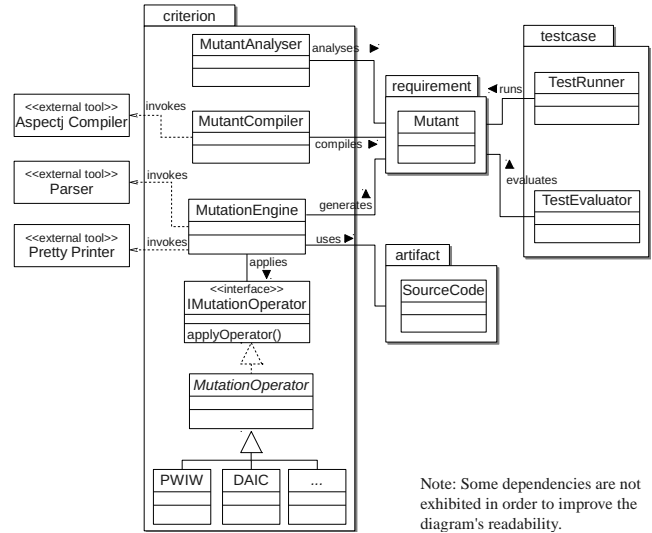 criterion
testcase
MutantAnalyser
analyses
requirement
TestRunner
runs
<<external tool>>
Aspectj Compiler
invokes
MutantCompiler
compiles
Mutant
<<external tool>>
Parser
invokes
evaluates
MutationEngine
generates
TestEvaluator
<<external tool>>
Pretty Printer
invokes
uses
artifact
applies
<<interface>>
IMutationOperator
applyOperator()
SourceCode
MutationOperator
PWIW
DAIC
...
Note: Some dependencies are not
exhibited in order to improve the
diagram's readability.